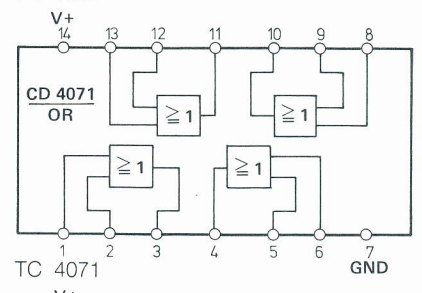 V+
14 13 12 11 10 9 8
CD 4071
OR
≧ 1 ≧ 1
≧ 1 ≧ 1
1 2 3 4 5 6 7
TC 4071 GND